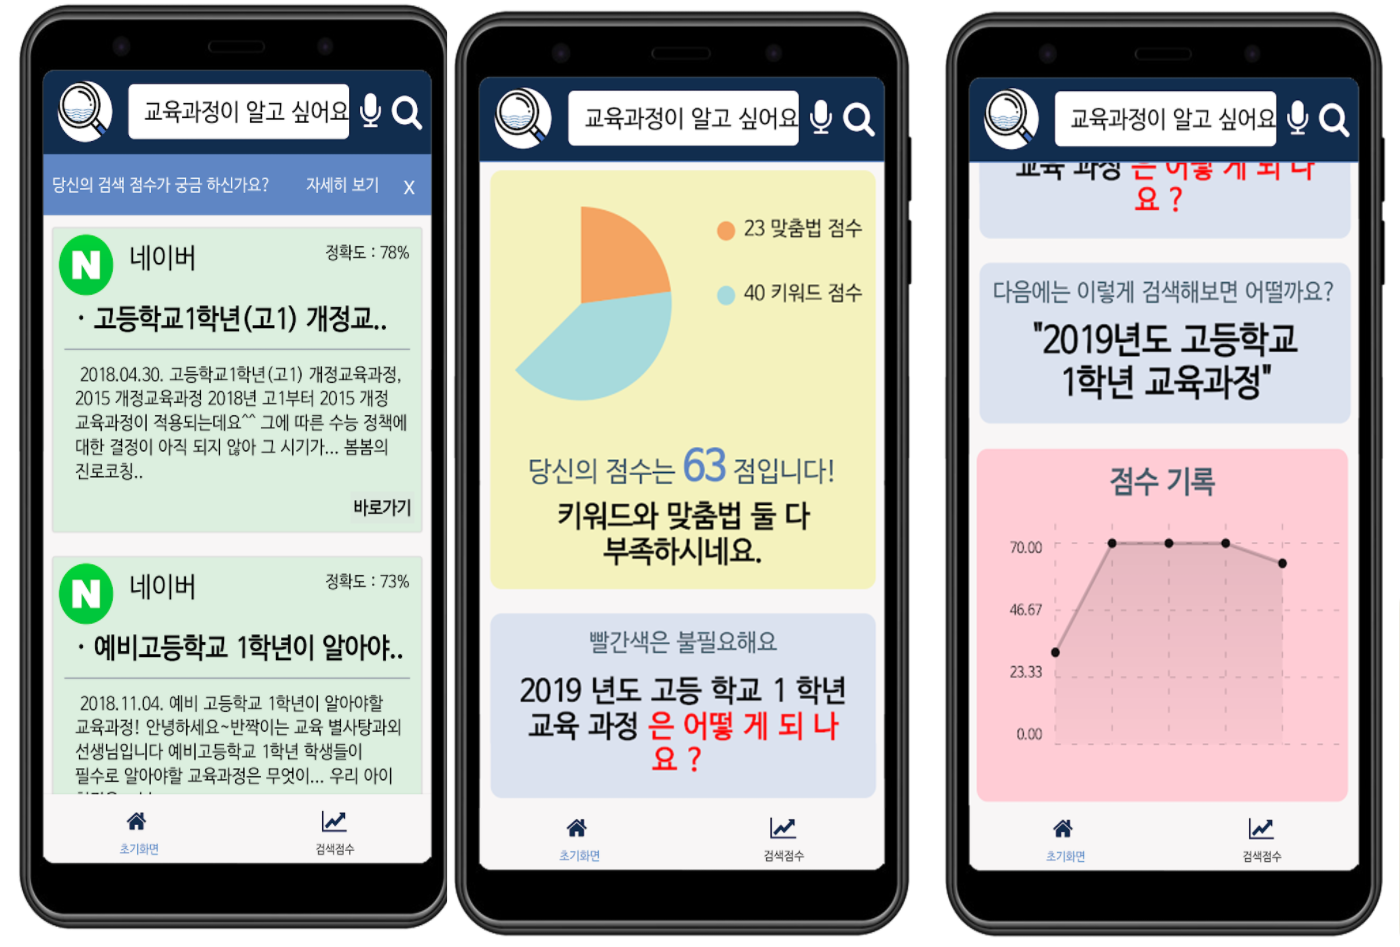 교육과정이 알고 싶어요
당신의 검색 점수가 궁금 하신가요? 자세히 보기 X
N 네이버 정확도 : 78%
· 고등학교1학년(고1) 개정교..
2018.04.30. 고등학교1학년(고1) 개정교육과정,
2015 개정교육과정 2018년 고1부터 2015 개정
교육과정이 적용되는데요^^ 그에 따른 수능 정책에
대한 결정이 아직 되지 않아 그 시기가... 봄봄의
진로코칭..
바로가기
N 네이버 정확도 : 73%
· 예비고등학교 1학년이 알아야..
2018.11.04. 예비 고등학교 1학년이 알아야할
교육과정! 안녕하세요~반짝이는 교육 별사탕과외
선생님입니다 예비고등학교 1학년 학생들이
필수로 알아야할 교육과정은 무엇이... 우리 아이
초기화면 검색점수
교육과정이 알고 싶어요
23 맞춤법 점수
40 키워드 점수
당신의 점수는 63 점입니다!
키워드와 맞춤법 둘 다
부족하시네요.
빨간색은 불필요해요
2019 년도 고등 학교 1 학년
교육 과정 은 어떻 게 되 나
요 ?
초기화면 검색점수
교육과정이 알고 싶어요
교육 과정 은 어떻 게 되 나
요 ?
다음에는 이렇게 검색해보면 어떨까요?
"2019년도 고등학교
1학년 교육과정"
점수 기록
70.00
46.67
23.33
0.00
초기화면 검색점수